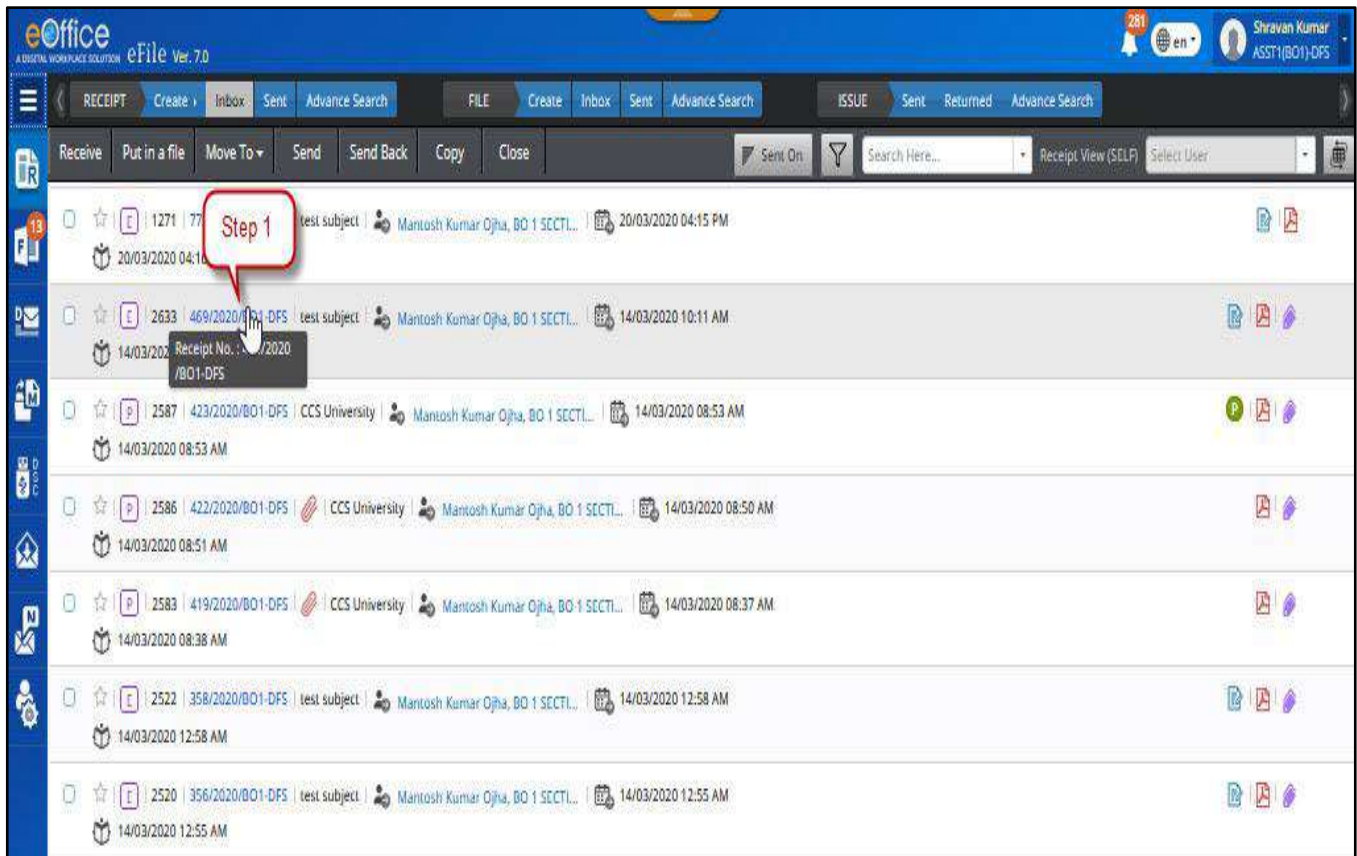 eOffice
A DIGITAL WORKPLACE SOLUTION eFile Ver. 7.0
281 en Shravan Kumar
ASST1(BO1)-DFS
RECEIPT Create Inbox Sent Advance Search FILE Create Inbox Sent Advance Search ISSUE Sent Returned Advance Search
Receive Put in a file Move To Send Send Back Copy Close Sent On Search Here... Receipt View (SELF) Select User
R
13
F
D
M
DSC
N
E 1271 77 test subject Mantosh Kumar Ojha, BO 1 SECTI... 20/03/2020 04:15 PM
20/03/2020 04:16
Step 1
E 2633 469/2020/BO1-DFS test subject Mantosh Kumar Ojha, BO 1 SECTI... 14/03/2020 10:11 AM
14/03/202
Receipt No. : /2020
/BO1-DFS
P 2587 423/2020/BO1-DFS CCS University Mantosh Kumar Ojha, BO 1 SECTI... 14/03/2020 08:53 AM P
14/03/2020 08:53 AM
P 2586 422/2020/BO1-DFS CCS University Mantosh Kumar Ojha, BO 1 SECTI... 14/03/2020 08:50 AM
14/03/2020 08:51 AM
P 2583 419/2020/BO1-DFS CCS University Mantosh Kumar Ojha, BO 1 SECTI... 14/03/2020 08:37 AM
14/03/2020 08:38 AM
E 2522 358/2020/BO1-DFS test subject Mantosh Kumar Ojha, BO 1 SECTI... 14/03/2020 12:58 AM
14/03/2020 12:58 AM
E 2520 356/2020/BO1-DFS test subject Mantosh Kumar Ojha, BO 1 SECTI... 14/03/2020 12:55 AM
14/03/2020 12:55 AM